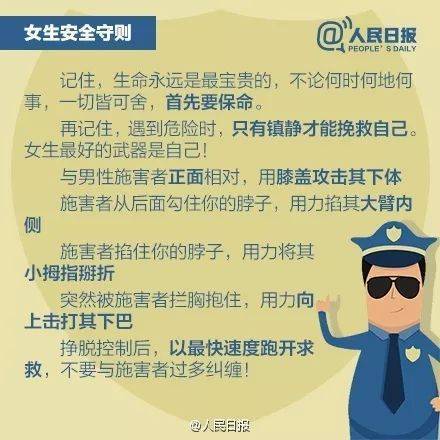 女生安全守则
@人民日报
PEOPLE'S DAILY
记住，生命永远是最宝贵的，不论何时何地何
事，一切皆可舍，首先要保命。
再记住，遇到危险时，只有镇静才能挽救自己。
女生最好的武器是自己！
与男性施害者正面相对，用膝盖攻击其下体
施害者从后面勾住你的脖子，用力掐其大臂内
侧
施害者掐住你的脖子，用力将其
小拇指掰折
突然被施害者拦胸抱住，用力向
上击打其下巴
挣脱控制后，以最快速度跑开求
救，不要与施害者过多纠缠！
@人民日报